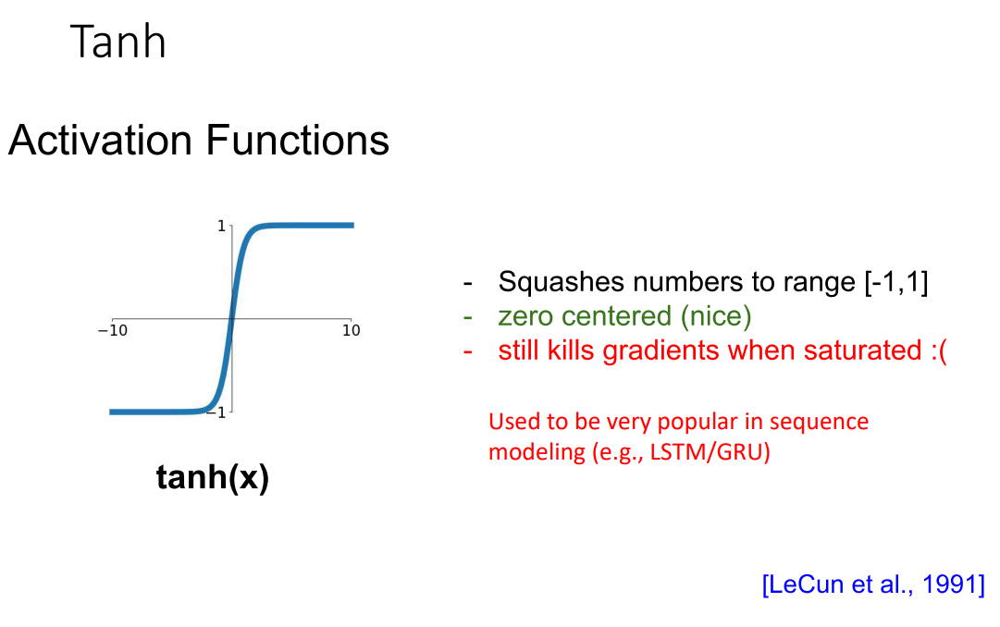 Tanh
Activation Functions
1
−10
10
−1
tanh(x)
- Squashes numbers to range [-1,1]
- zero centered (nice)
- still kills gradients when saturated :(
Used to be very popular in sequence
modeling (e.g., LSTM/GRU)
[LeCun et al., 1991]